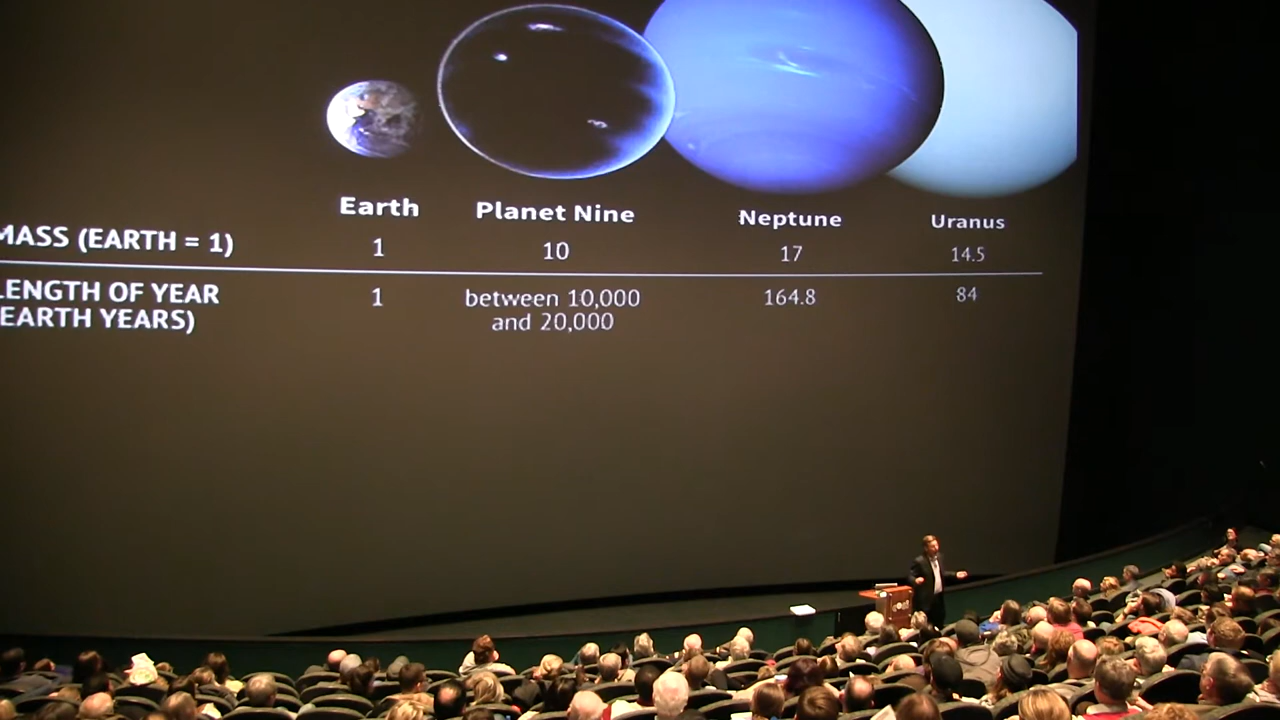 Earth Planet Nine Neptune Uranus
MASS (EARTH = 1) 1 10 17 14.5
LENGTH OF YEAR 1 between 10,000 164.8 84
EARTH YEARS) and 20,000